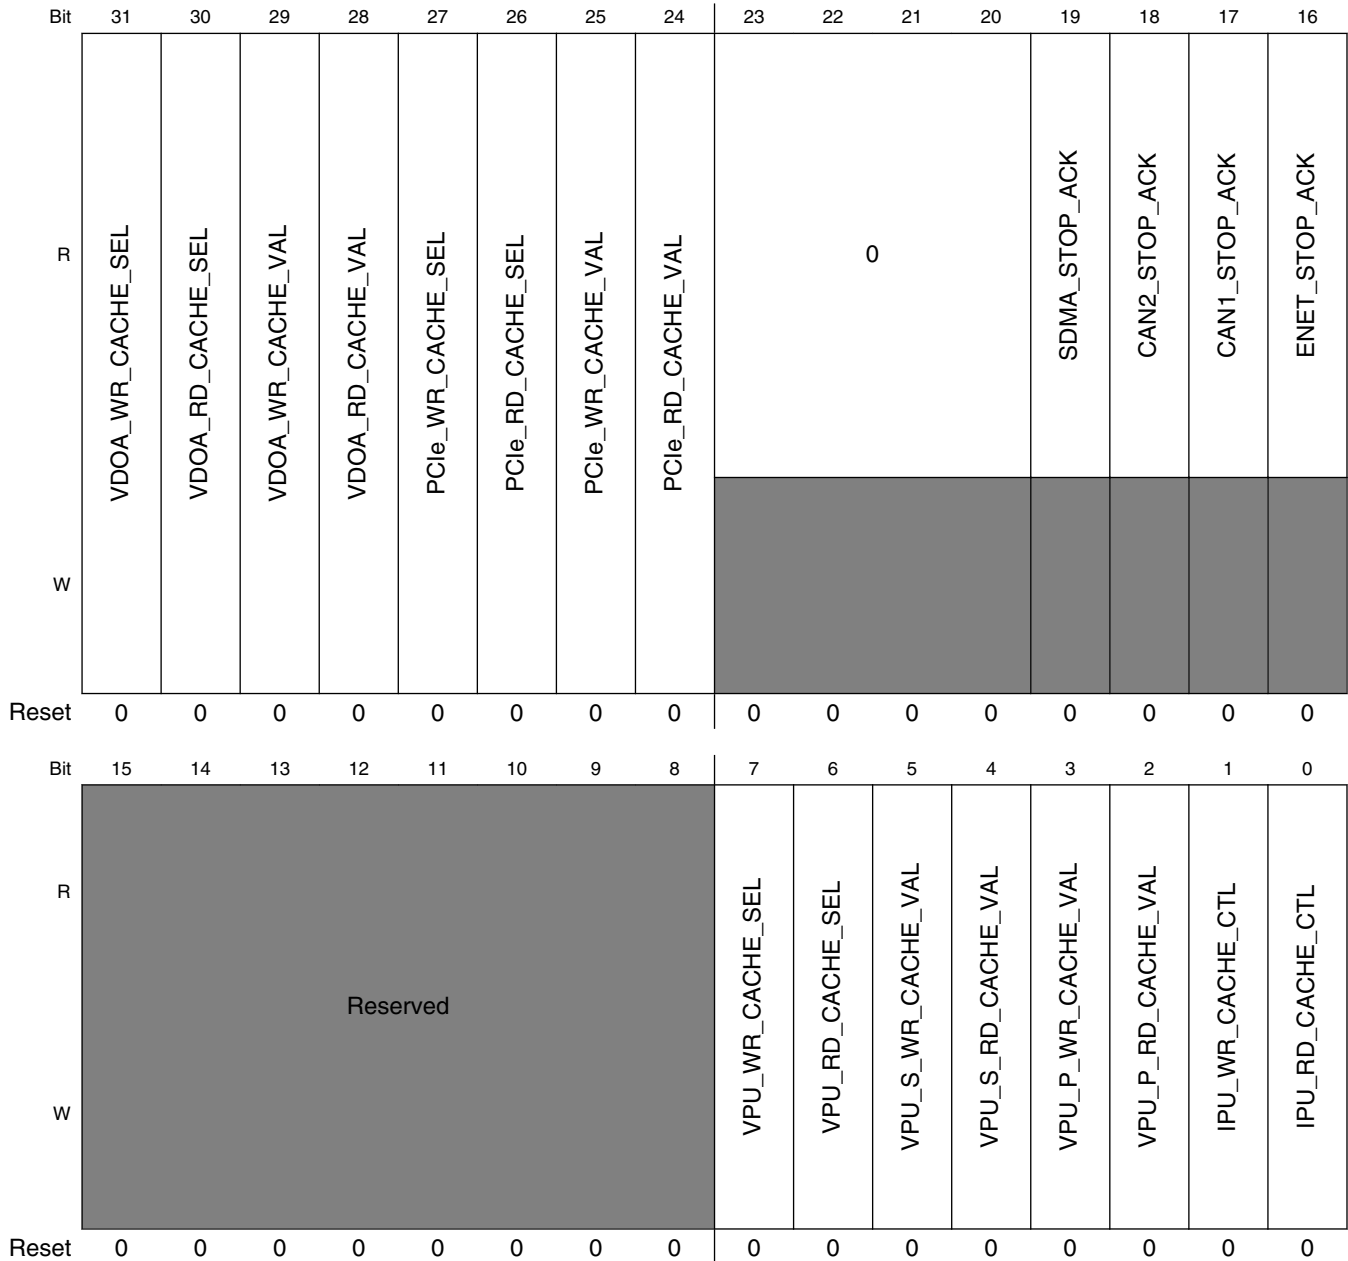 Bit 31 30 29 28 27 26 25 24 23 22 21 20 19 18 17 16
R
VDOA_WR_CACHE_SEL
VDOA_RD_CACHE_SEL
VDOA_WR_CACHE_VAL
VDOA_RD_CACHE_VAL
PCIe_WR_CACHE_SEL
PCIe_RD_CACHE_SEL
PCIe_WR_CACHE_VAL
PCIe_RD_CACHE_VAL
0
SDMA_STOP_ACK
CAN2_STOP_ACK
CAN1_STOP_ACK
ENET_STOP_ACK
W
Reset 0 0 0 0 0 0 0 0 0 0 0 0 0 0 0 0
Bit 15 14 13 12 11 10 9 8 7 6 5 4 3 2 1 0
R
Reserved
VPU_WR_CACHE_SEL
VPU_RD_CACHE_SEL
VPU_S_WR_CACHE_VAL
VPU_S_RD_CACHE_VAL
VPU_P_WR_CACHE_VAL
VPU_P_RD_CACHE_VAL
IPU_WR_CACHE_CTL
IPU_RD_CACHE_CTL
W
Reset 0 0 0 0 0 0 0 0 0 0 0 0 0 0 0 0